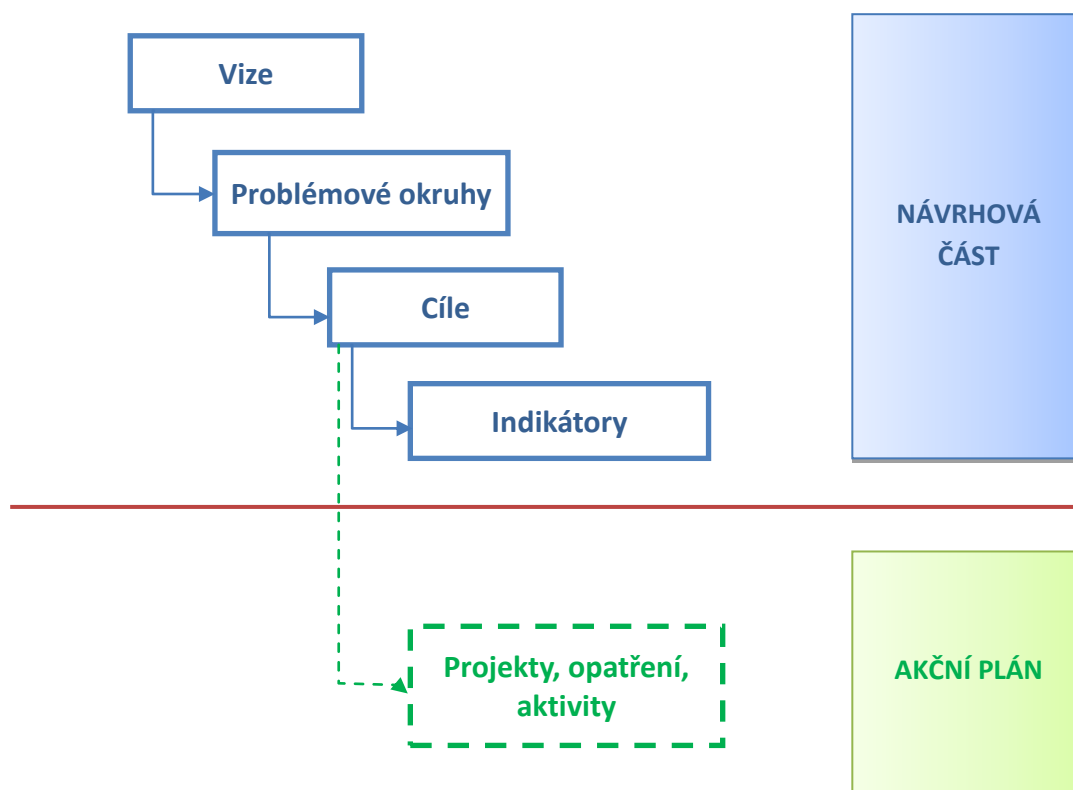 Vize
Problémové okruhy
NÁVRHOVÁ
ČÁST
Cíle
Indikátory
Projekty, opatření,
aktivity
AKČNÍ PLÁN